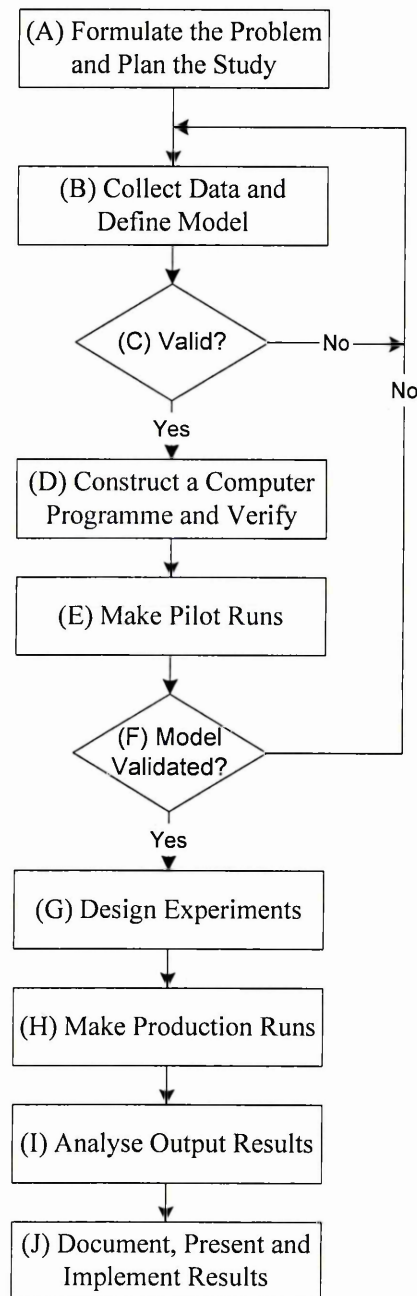 (A) Formulate the Problem
and Plan the Study
(B) Collect Data and
Define Model
(C) Valid?
No
No
Yes
(D) Construct a Computer
Programme and Verify
(E) Make Pilot Runs
(F) Model
Validated?
Yes
(G) Design Experiments
(H) Make Production Runs
(I) Analyse Output Results
(J) Document, Present and
Implement Results